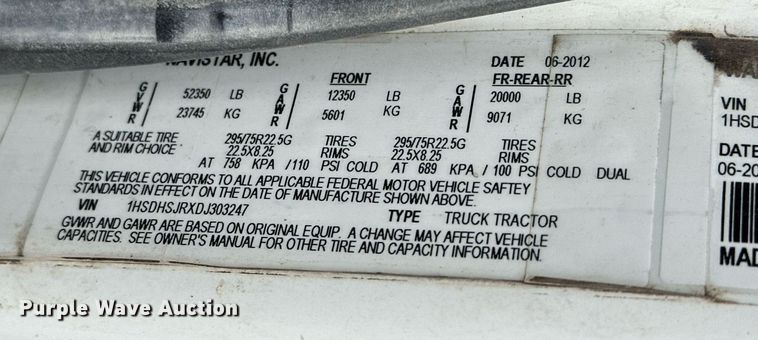 NAVISTAR, INC. DATE 06-2012
FRONT FR-REAR-RR
GVWR 52350 LB GAWR 12350 LB GAWR 20000 LB
23745 KG 5601 KG 9071 KG
A SUITABLE TIRE 295/75R22.5G TIRES 295/75R22.5G TIRES
AND RIM CHOICE 22.5X8.25 RIMS 22.5X8.25 RIMS
AT 758 KPA /110 PSI COLD AT 689 KPA / 100 PSI COLD DUAL
THIS VEHICLE CONFORMS TO ALL APPLICABLE FEDERAL MOTOR VEHICLE SAFTEY
STANDARDS IN EFFECT ON THE DATE OF MANUFACTURE SHOWN ABOVE.
VIN 1HSDHSJRXDJ303247 TYPE TRUCK TRACTOR
GVWR AND GAWR ARE BASED ON ORIGINAL EQUIP. A CHANGE MAY AFFECT VEHICLE
CAPACITIES. SEE OWNER'S MANUAL FOR OTHER TIRE AND CAPACITY INFORMATION.
VIN
1HSD
DATE
06-20
MAD
Purple Wave Auction